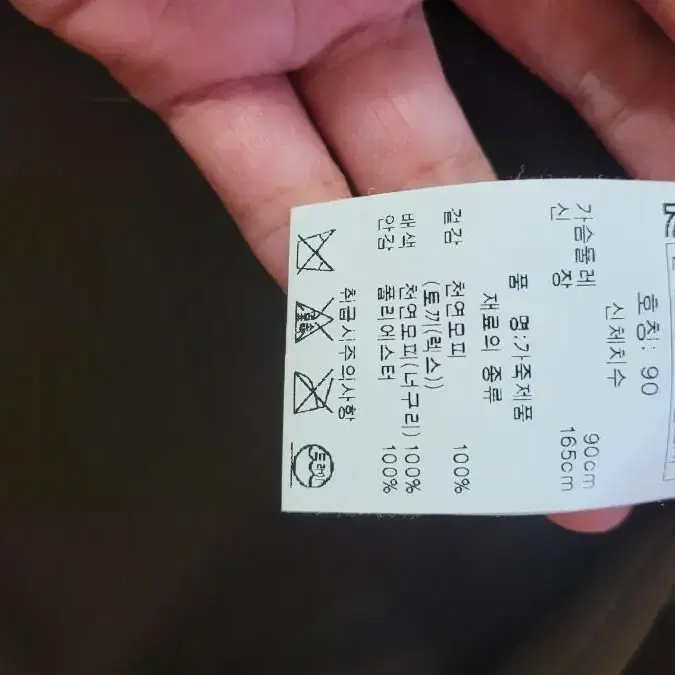 호칭: 90
신체치수
가슴둘레 90cm
신 장 165cm
품 명:가죽제품
재료의 종류
겉감 천연모피 100%
(토끼(렉스))
배색 천연모피(너구리) 100%
안감 폴리에스터 100%
취급시주의사항
드라이